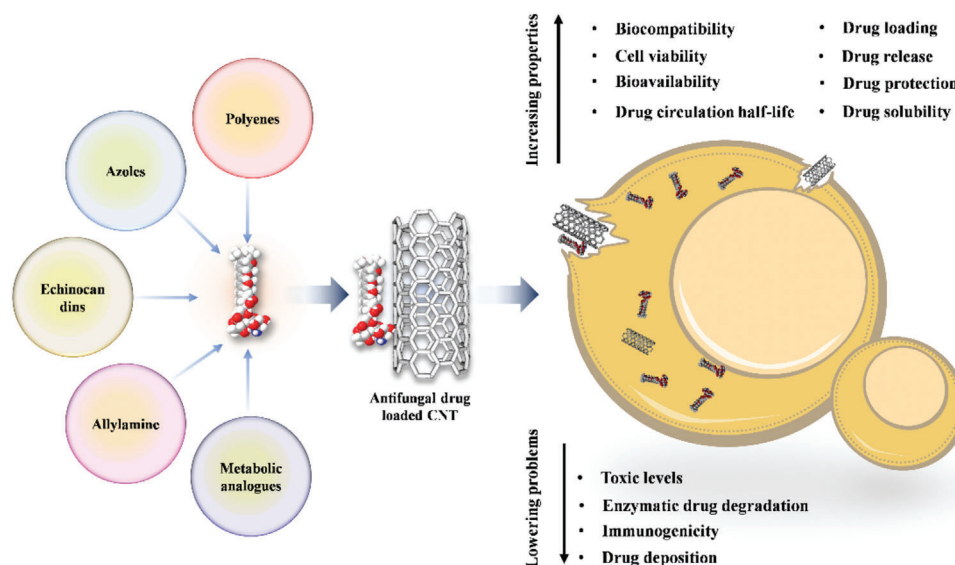 Polyenes
Azoles
Echinocan
dins
Allylamine
Metabolic
analogues
Antifungal drug
loaded CNT
Increasing properties
• Biocompatibility
• Cell viability
• Bioavailability
• Drug circulation half-life
• Drug loading
• Drug release
• Drug protection
• Drug solubility
Lowering problems
• Toxic levels
• Enzymatic drug degradation
• Immunogenicity
• Drug deposition